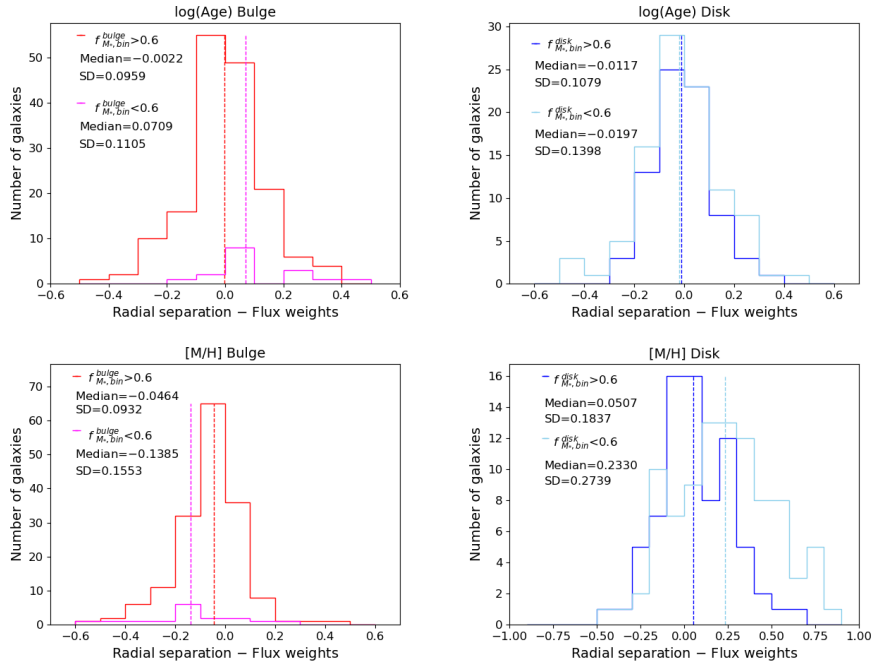 log(Age) Bulge
50
40
30
20
10
0
Number of galaxies
f^{bulge}_{M_*,bin}>0.6
Median=−0.0022
SD=0.0959
f^{bulge}_{M_*,bin}<0.6
Median=0.0709
SD=0.1105
−0.6 −0.4 −0.2 0.0 0.2 0.4 0.6
Radial separation − Flux weights
log(Age) Disk
30
25
20
15
10
5
0
Number of galaxies
f^{disk}_{M_*,bin}>0.6
Median=−0.0117
SD=0.1079
f^{disk}_{M_*,bin}<0.6
Median=−0.0197
SD=0.1398
−0.6 −0.4 −0.2 0.0 0.2 0.4 0.6
Radial separation − Flux weights
[M/H] Bulge
70
60
50
40
30
20
10
0
Number of galaxies
f^{bulge}_{M_*,bin}>0.6
Median=−0.0464
SD=0.0932
f^{bulge}_{M_*,bin}<0.6
Median=−0.1385
SD=0.1553
−0.6 −0.4 −0.2 0.0 0.2 0.4 0.6
Radial separation − Flux weights
[M/H] Disk
16
14
12
10
8
6
4
2
0
Number of galaxies
f^{disk}_{M_*,bin}>0.6
Median=0.0507
SD=0.1837
f^{disk}_{M_*,bin}<0.6
Median=0.2330
SD=0.2739
−1.00 −0.75 −0.50 −0.25 0.00 0.25 0.50 0.75 1.00
Radial separation − Flux weights